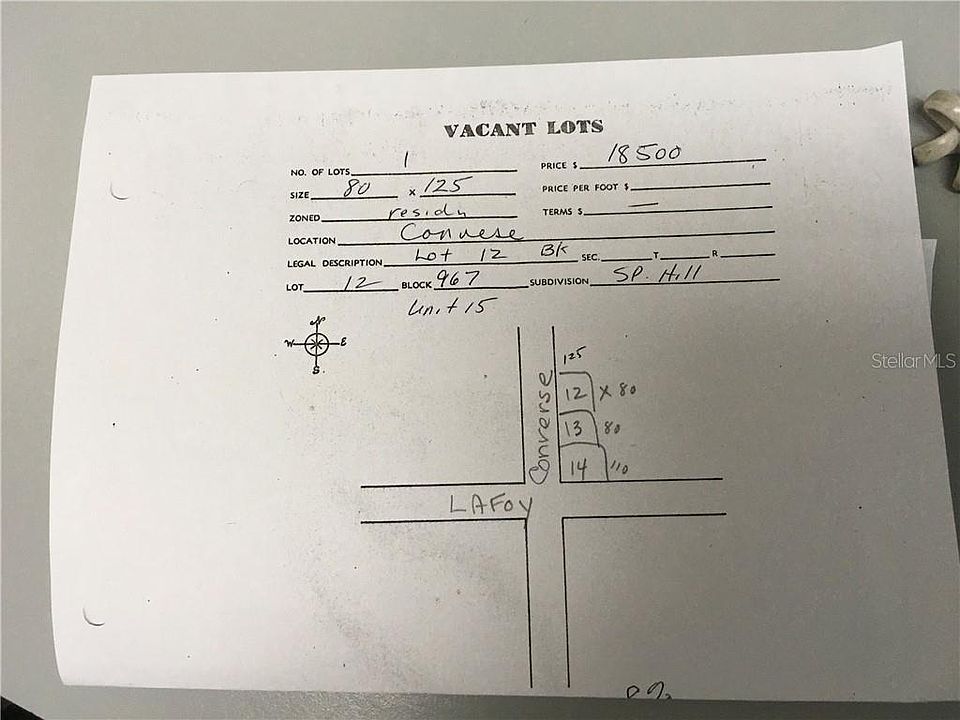 VACANT LOTS
NO. OF LOTS 1 PRICE $ 18500
SIZE 80 x 125 PRICE PER FOOT $
ZONED residn TERMS $ —
LOCATION Convese
LEGAL DESCRIPTION Lot 12 Bk SEC. T R
LOT 12 BLOCK 967 SUBDIVISION SP. Hill
Unit 15
N
W E
S.
125
12 x 80
Converse
13 80
14 110
LAFOY
StellarMLS